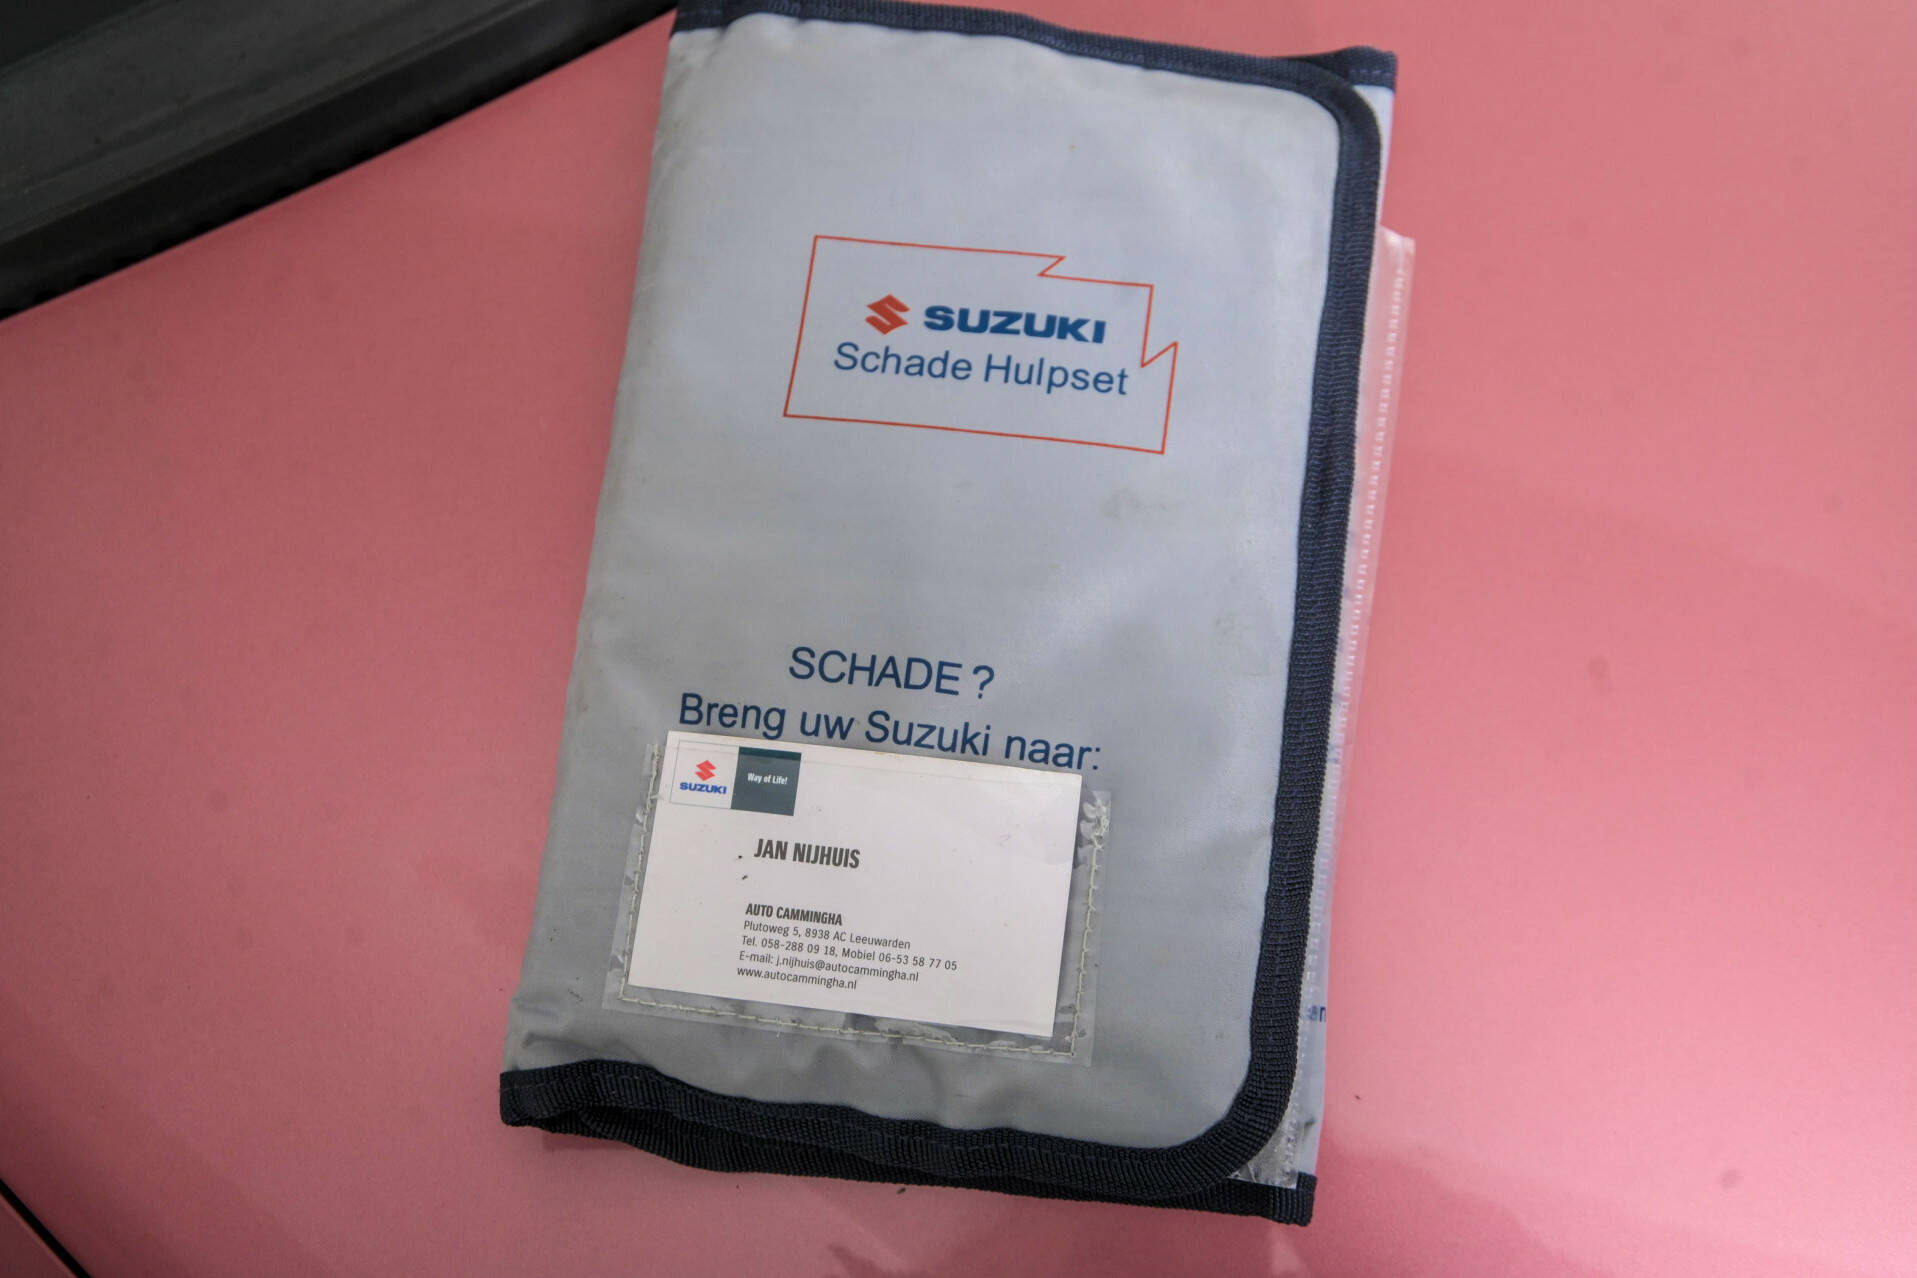 SUZUKI
Schade Hulpset
SCHADE ?
Breng uw Suzuki naar:
SUZUKI
Way of Life!
JAN NIJHUIS
AUTO CAMMINGHA
Plutoweg 5, 8938 AC Leeuwarden
Tel. 058-288 09 18, Mobiel 06-53 58 77 05
E-mail: j.nijhuis@autocammingha.nl
www.autocammingha.nl